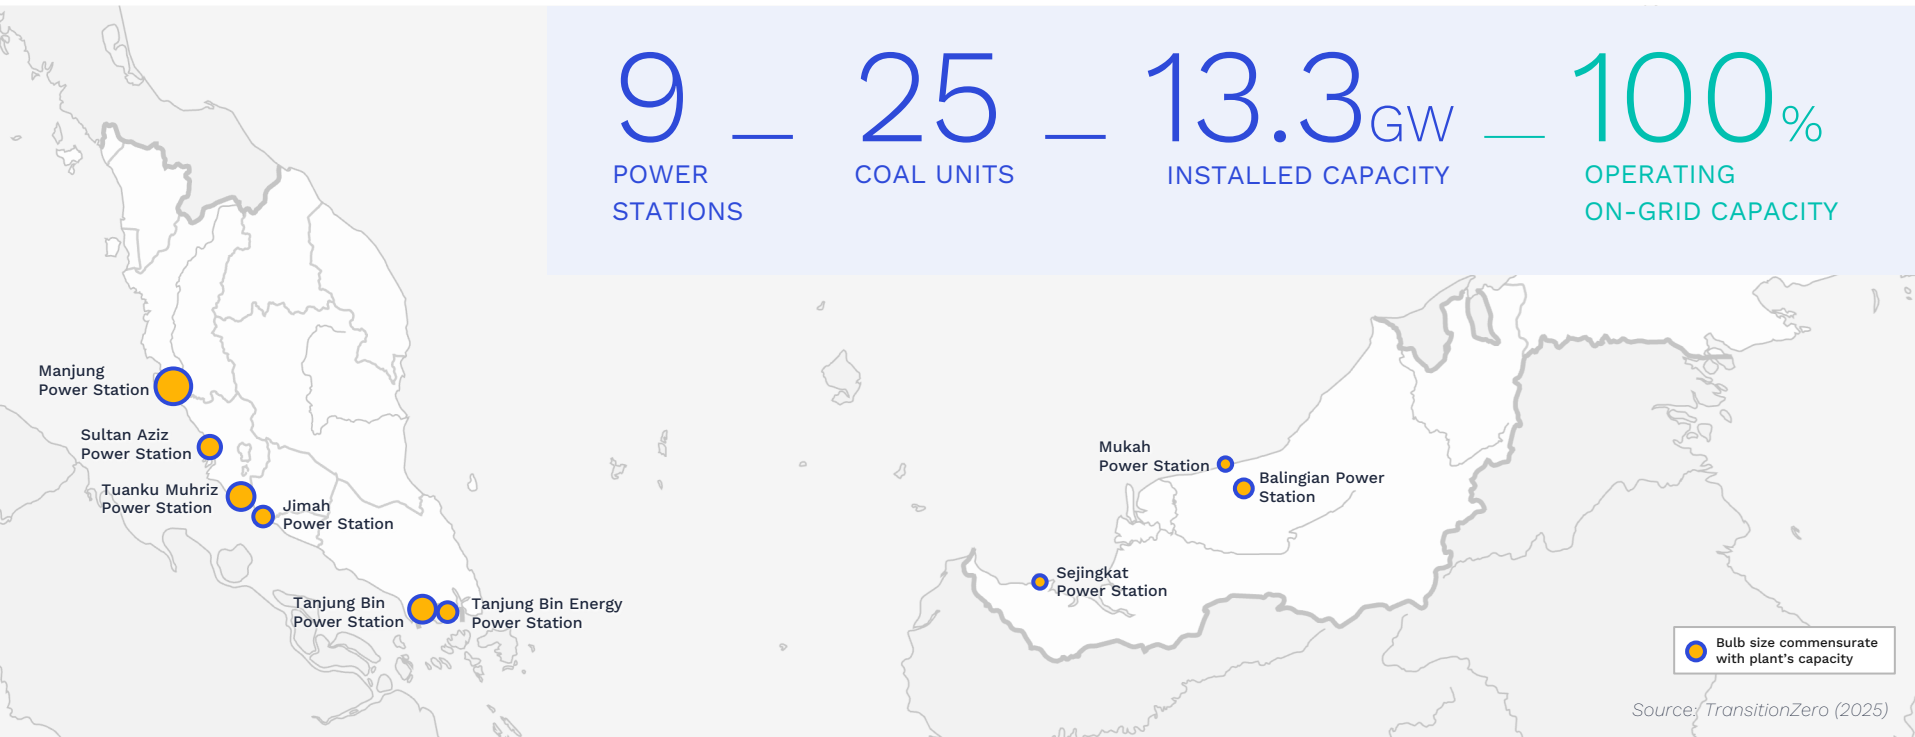 9
POWER
STATIONS
25
COAL UNITS
13.3GW
INSTALLED CAPACITY
100%
OPERATING
ON-GRID CAPACITY
Manjung
Power Station
Sultan Aziz
Power Station
Tuanku Muhriz
Power Station
Jimah
Power Station
Tanjung Bin
Power Station
Tanjung Bin Energy
Power Station
Mukah
Power Station
Balingian Power
Station
Sejingkat
Power Station
Bulb size commensurate
with plant's capacity
Source: TransitionZero (2025)